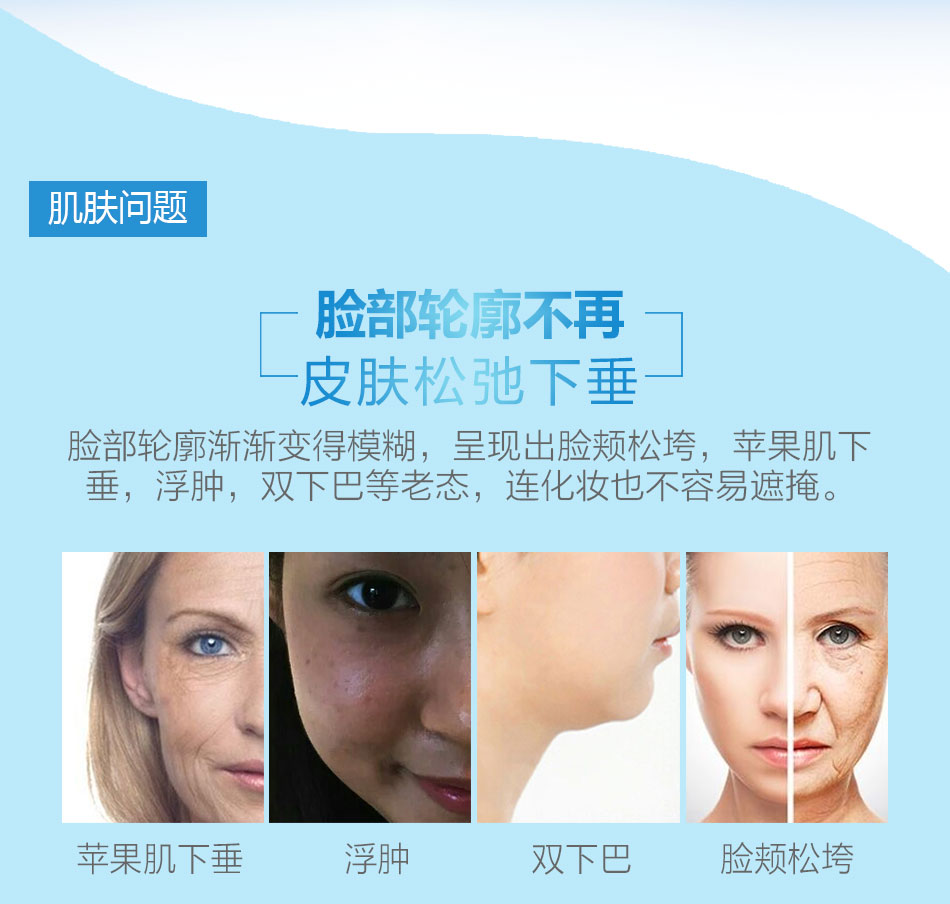 肌肤问题
脸部轮廓不再
皮肤松弛下垂
脸部轮廓渐渐变得模糊，呈现出脸颊松垮，苹果肌下
垂，浮肿，双下巴等老态，连化妆也不容易遮掩。
苹果肌下垂
浮肿
双下巴
脸颊松垮